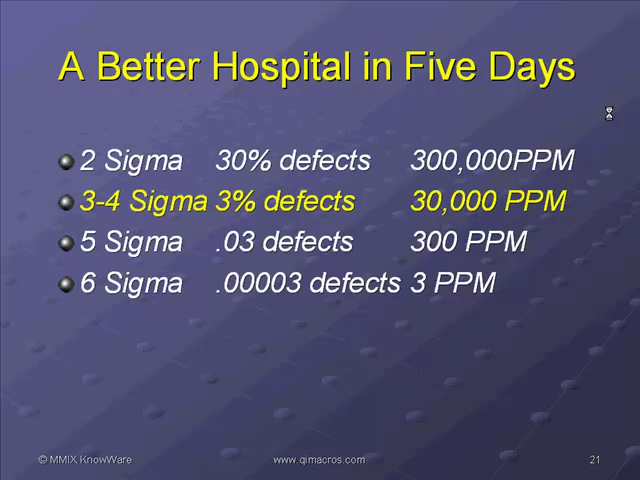 A Better Hospital in Five Days
2 Sigma 30% defects 300,000PPM
3-4 Sigma 3% defects 30,000 PPM
5 Sigma .03 defects 300 PPM
6 Sigma .00003 defects 3 PPM
© MMIX KnowWare www.qimacros.com 21